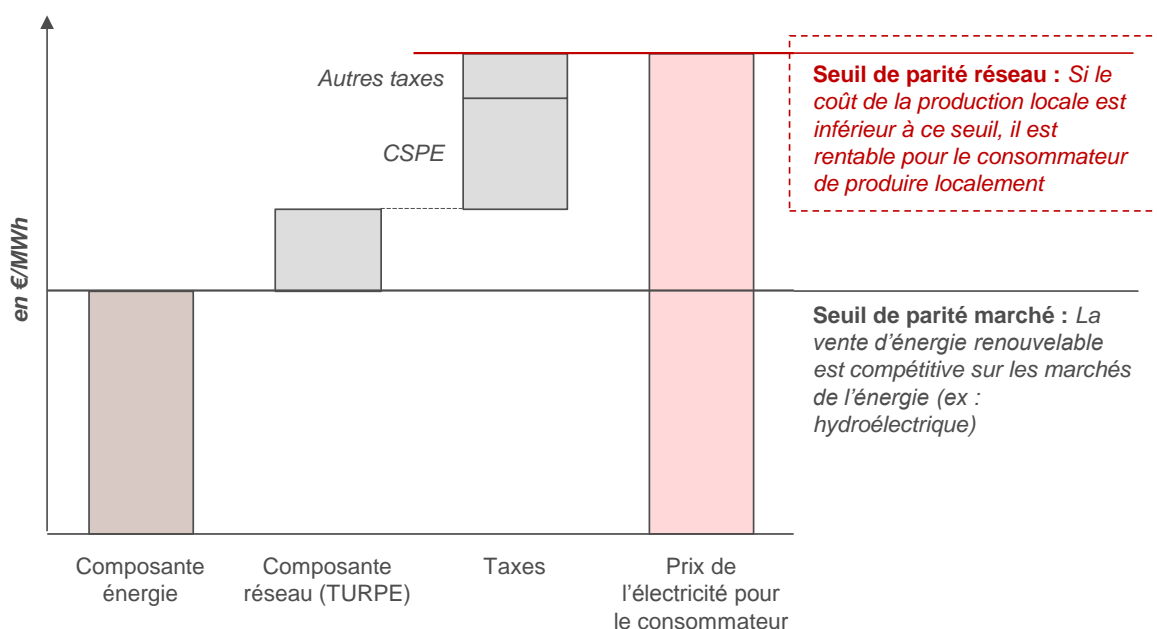 Autres taxes
CSPE
en €/MWh
Seuil de parité réseau : Si le
coût de la production locale est
inférieur à ce seuil, il est
rentable pour le consommateur
de produire localement
Seuil de parité marché : La
vente d’énergie renouvelable
est compétitive sur les marchés
de l’énergie (ex :
hydroélectrique)
Composante
énergie
Composante
réseau (TURPE)
Taxes
Prix de
l’électricité pour
le consommateur